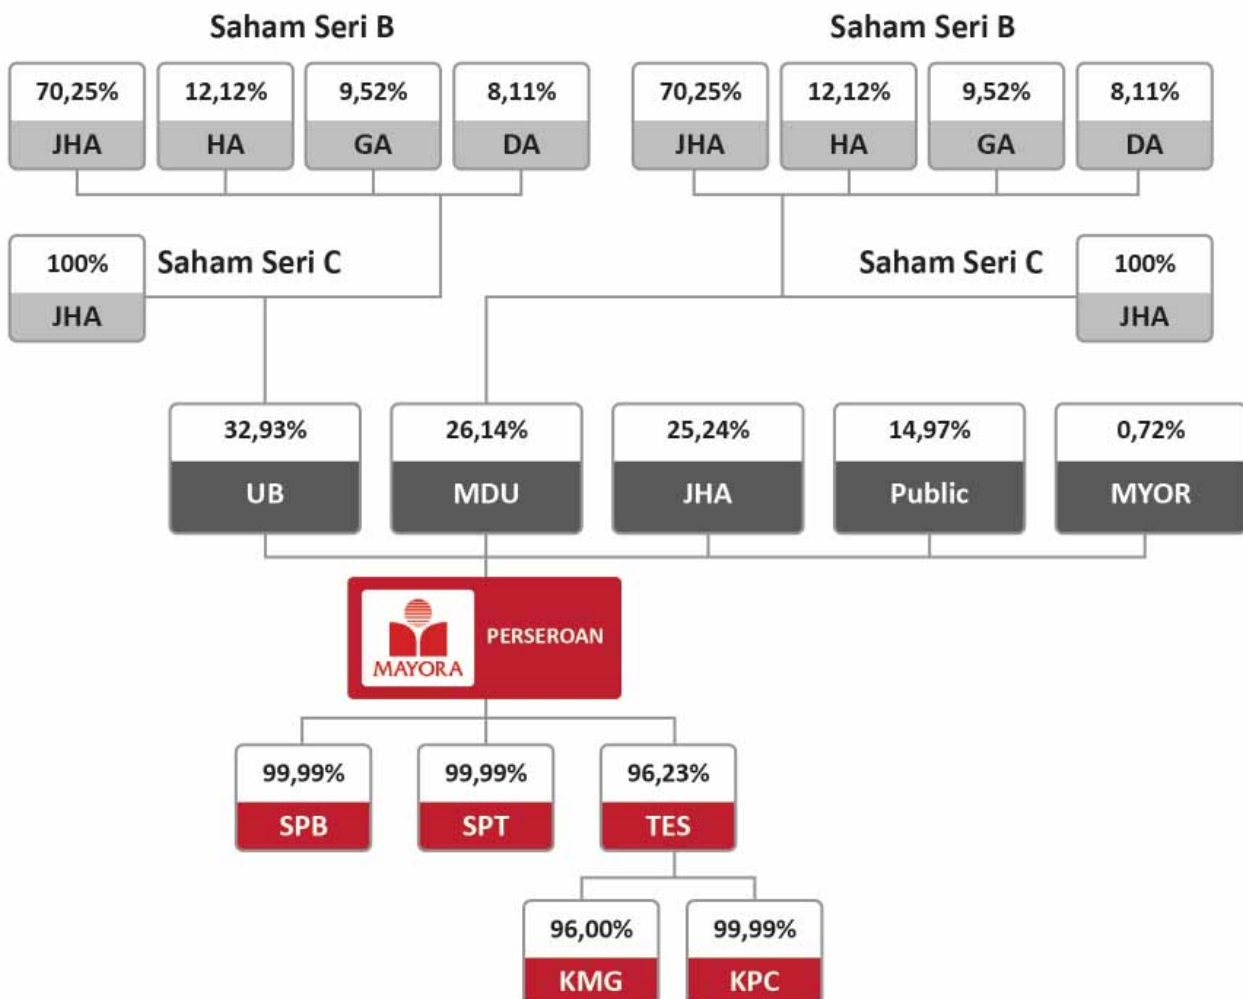 Saham Seri B
Saham Seri B
70,25%
12,12%
9,52%
8,11%
70,25%
12,12%
9,52%
8,11%
JHA
HA
GA
DA
JHA
HA
GA
DA
100%
Saham Seri C
Saham Seri C
100%
JHA
JHA
32,93%
26,14%
25,24%
14,97%
0,72%
UB
MDU
JHA
Public
MYOR
MAYORA
PERSEROAN
99,99%
99,99%
96,23%
SPB
SPT
TES
96,00%
99,99%
KMG
KPC